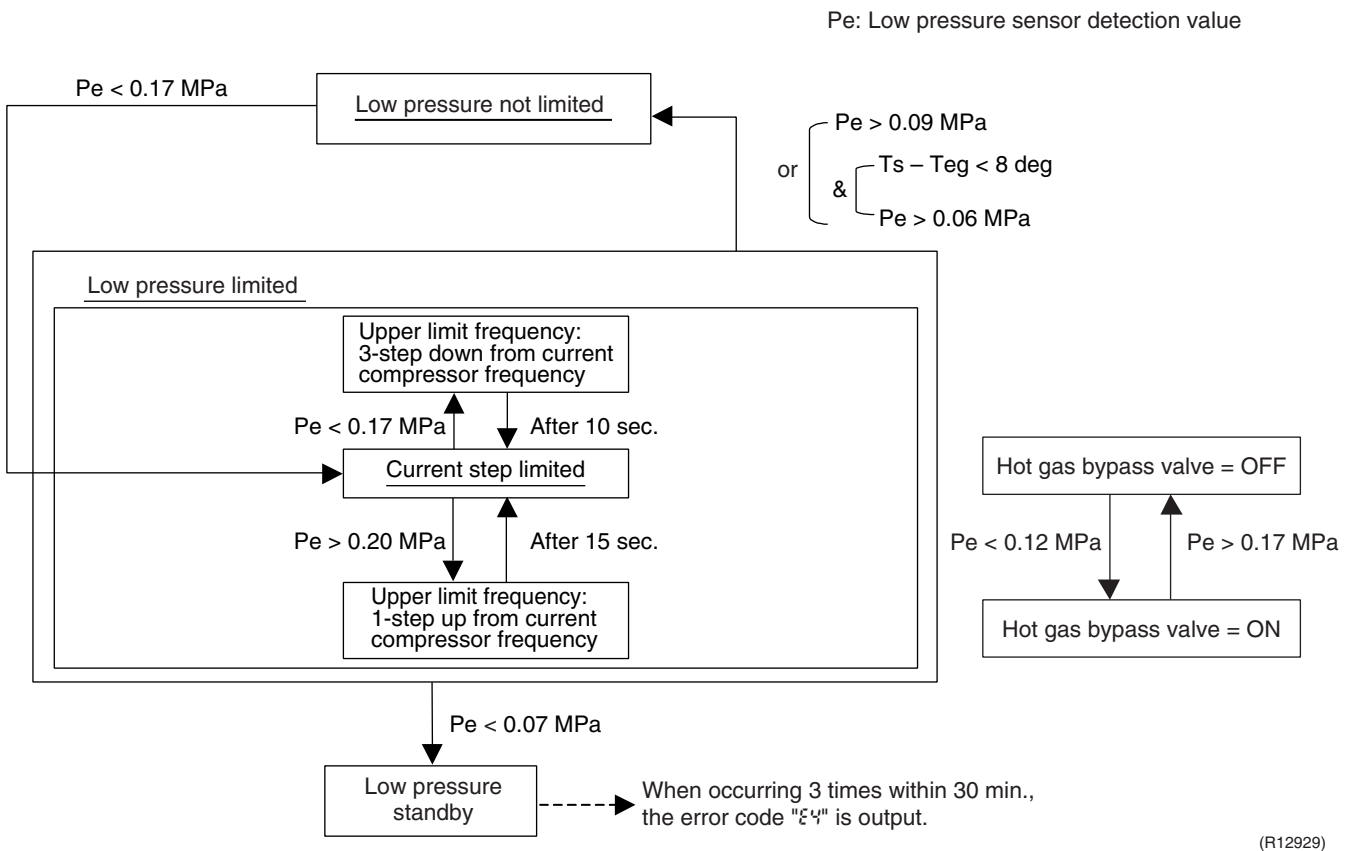 Pe: Low pressure sensor detection value
Pe < 0.17 MPa
Low pressure not limited
or
Pe > 0.09 MPa
&
Ts – Teg < 8 deg
Pe > 0.06 MPa
Low pressure limited
Upper limit frequency:
3-step down from current
compressor frequency
Pe < 0.17 MPa
After 10 sec.
Current step limited
Pe > 0.20 MPa
After 15 sec.
Upper limit frequency:
1-step up from current
compressor frequency
Hot gas bypass valve = OFF
Pe < 0.12 MPa
Pe > 0.17 MPa
Hot gas bypass valve = ON
Pe < 0.07 MPa
Low pressure
standby
When occurring 3 times within 30 min.,
the error code "E4" is output.
(R12929)